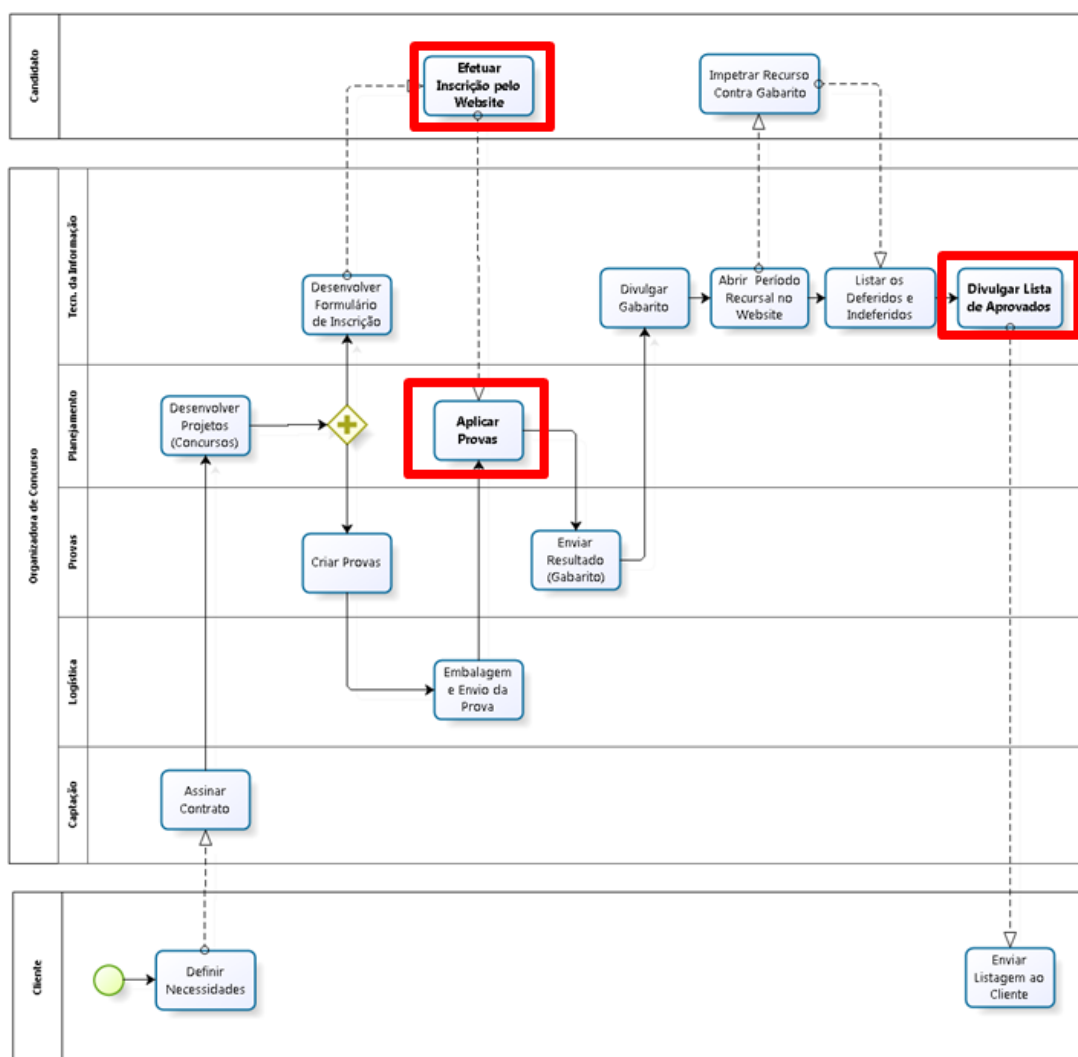 Candidato
Efetuar
Inscrição pelo
Website
Impetrar Recurso
Contra Gabarito
Organizadora de Concurso
Tecn. da Informação
Desenvolver
Formulário
de Inscrição
Divulgar
Gabarito
Abrir Período
Recursal no
Website
Listar os
Deferidos e
Indeferidos
Divulgar Lista
de Aprovados
Planejamento
Desenvolver
Projetos
(Concursos)
Aplicar
Provas
Provas
Criar Provas
Enviar
Resultado
(Gabarito)
Logística
Embalagem
e Envio da
Prova
Captação
Assinar
Contrato
Cliente
Definir
Necessidades
Enviar
Listagem ao
Cliente